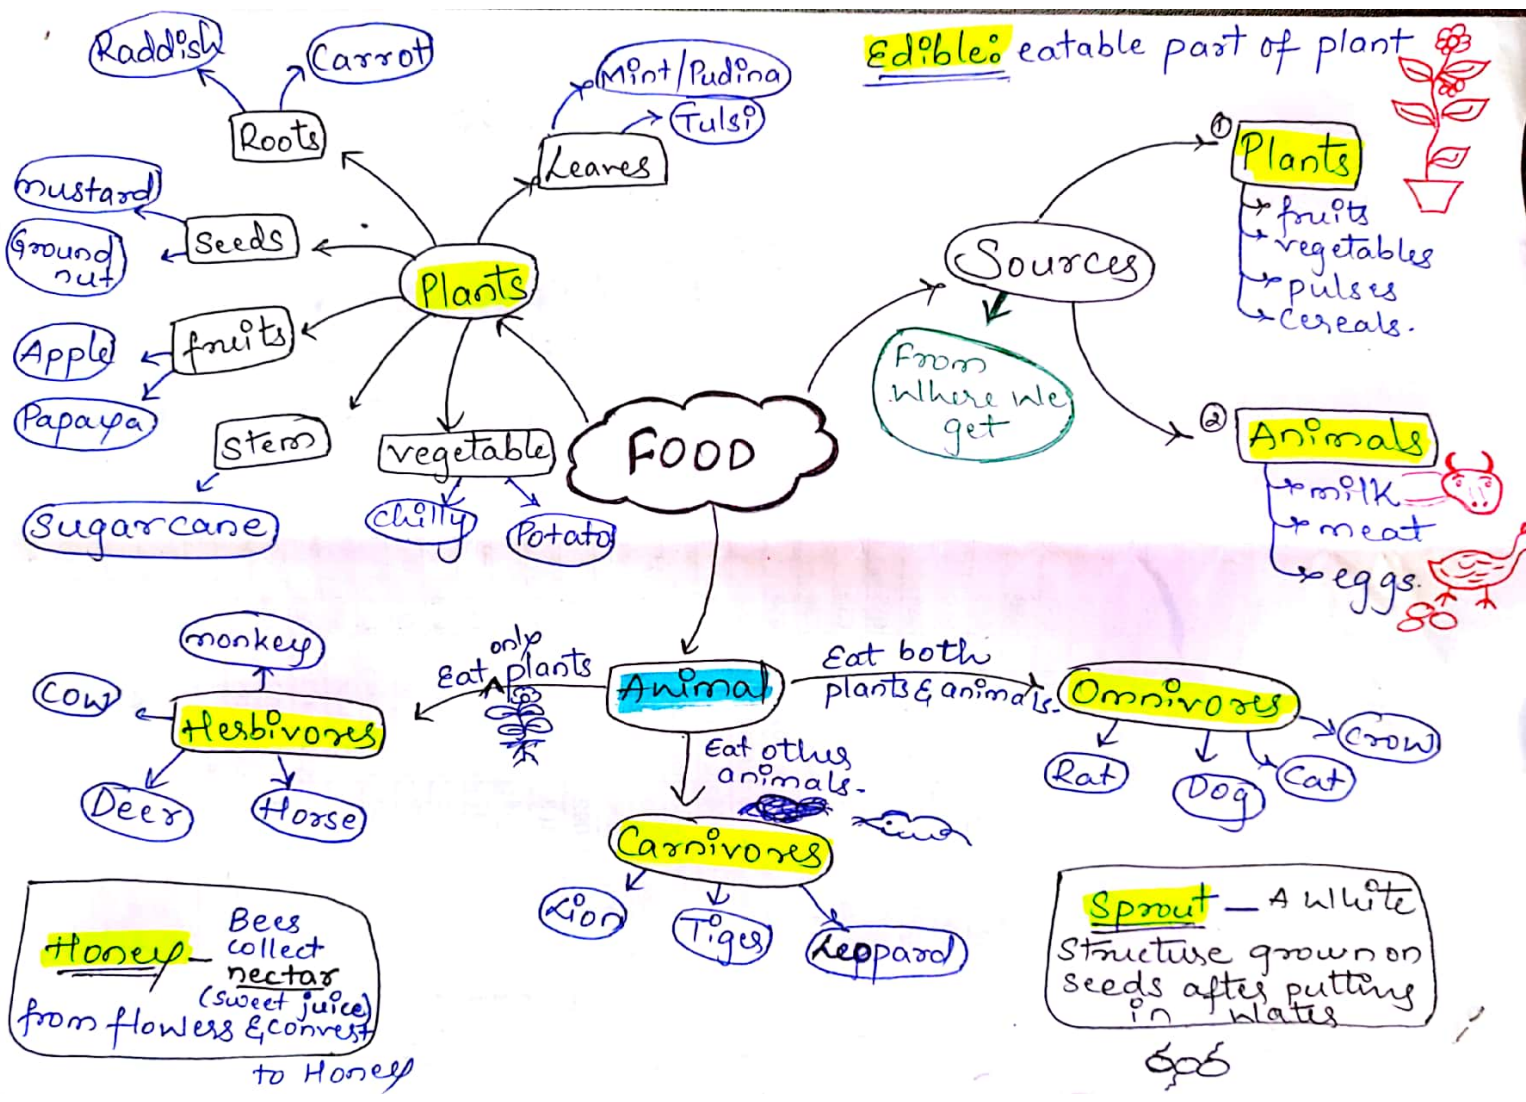 Raddish
Carrot
Roots
Mint/Pudina
Tulsi
Leaves
mustard
Seeds
Ground
nut
Plants
Apple
fruits
Papaya
Stem
Sugarcane
vegetable
chilly
Potato
FOOD
Edible: eatable part of plant
Sources
From
Where We
get
① Plants
fruits
vegetables
pulses
Cereals.
② Animals
milk
meat
eggs.
Animal
Eat only plants
Herbivores
monkey
Cow
Deer
Horse
Eat other
animals.
Carnivores
Lion
Tiger
Leoppard
Eat both
plants & animals.
Omnivores
Rat
Dog
Cat
Crow
Honey - Bees
collect
nectar
(sweet juice)
from flowers & convert
to Honey
Sprout - A White
Structure grown on
seeds after putting
in water